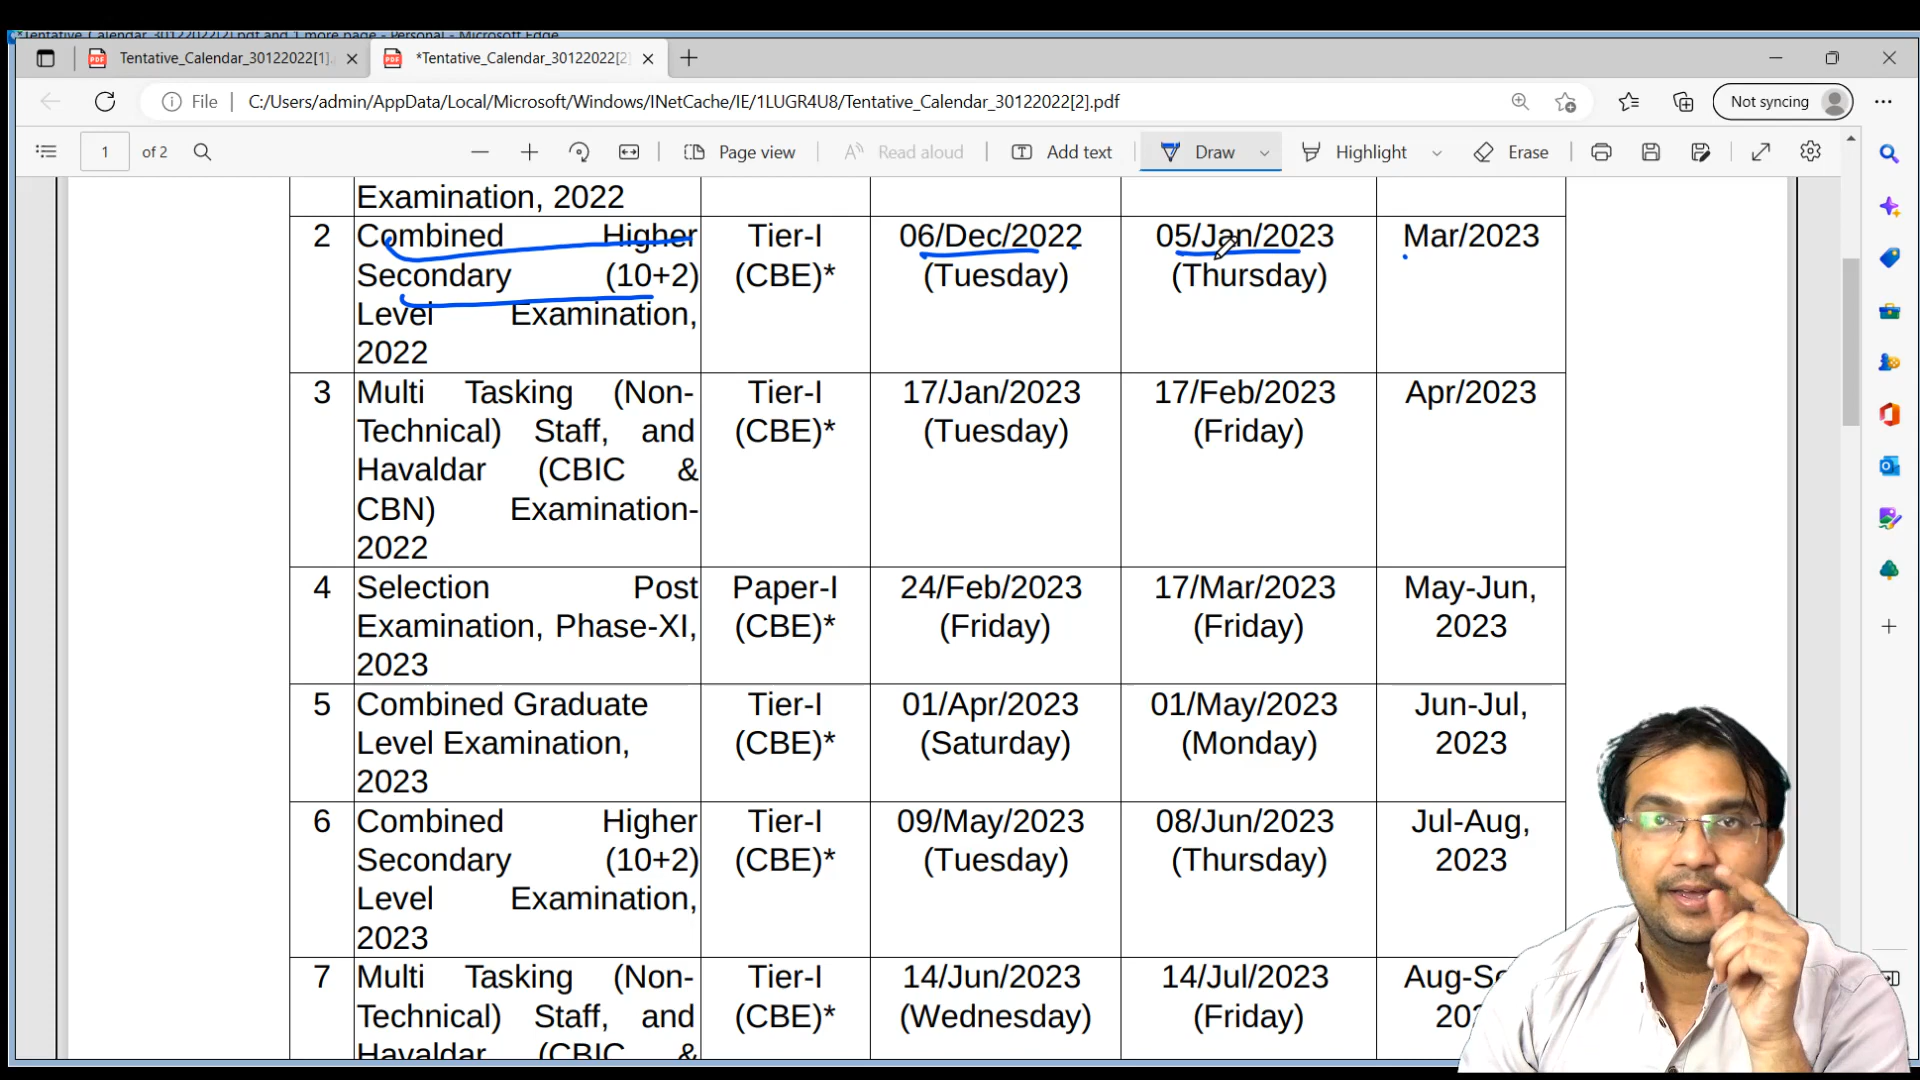 Tentative_Calendar_30122022[2].pdf and 1 more page - Personal - Microsoft Edge
Tentative_Calendar_30122022[1].
*Tentative_Calendar_30122022[2]
File C:/Users/admin/AppData/Local/Microsoft/Windows/INetCache/IE/1LUGR4U8/Tentative_Calendar_30122022[2].pdf Not syncing
1 of 2 Page view Read aloud Add text Draw Highlight Erase
Examination, 2022
2 Combined Higher Tier-I 06/Dec/2022 05/Jan/2023 Mar/2023
Secondary (10+2) (CBE)* (Tuesday) (Thursday)
Level Examination,
2022
3 Multi Tasking (Non- Tier-I 17/Jan/2023 17/Feb/2023 Apr/2023
Technical) Staff, and (CBE)* (Tuesday) (Friday)
Havaldar (CBIC &
CBN) Examination-
2022
4 Selection Post Paper-I 24/Feb/2023 17/Mar/2023 May-Jun,
Examination, Phase-XI, (CBE)* (Friday) (Friday) 2023
2023
5 Combined Graduate Tier-I 01/Apr/2023 01/May/2023 Jun-Jul,
Level Examination, (CBE)* (Saturday) (Monday) 2023
2023
6 Combined Higher Tier-I 09/May/2023 08/Jun/2023 Jul-Aug,
Secondary (10+2) (CBE)* (Tuesday) (Thursday) 2023
Level Examination,
2023
7 Multi Tasking (Non- Tier-I 14/Jun/2023 14/Jul/2023
Technical) Staff, and (CBE)* (Wednesday) (Friday)
Havaldar (CBIC &